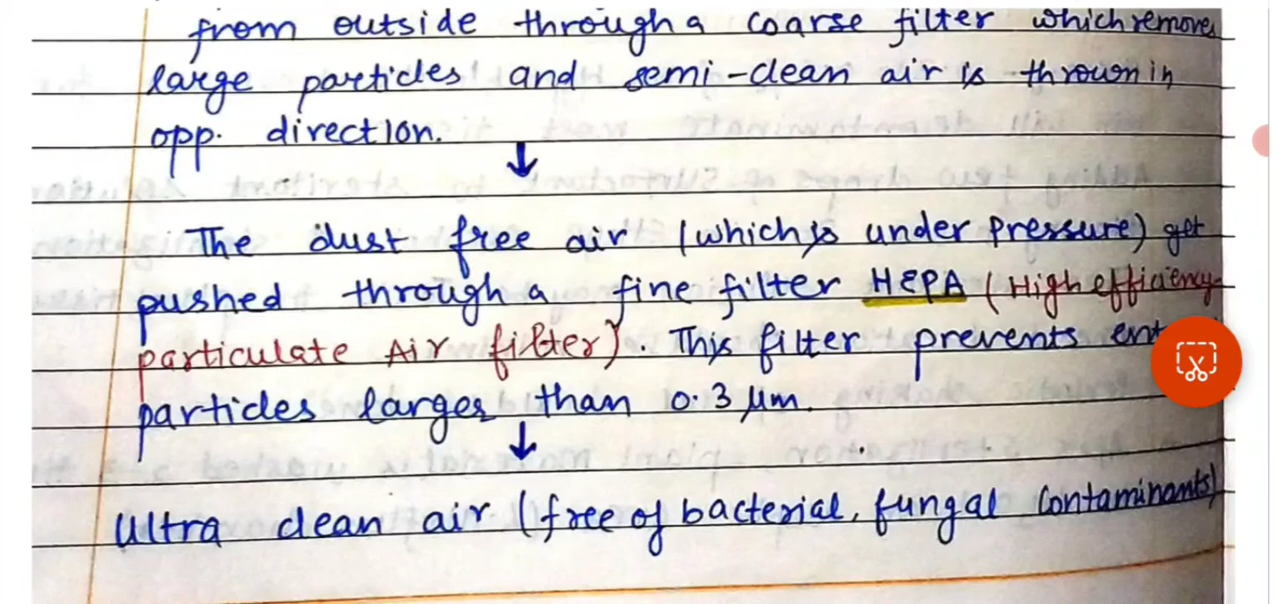 from outside through a coarse filter which removes
large particles and semi-clean air is thrown in
opp. direction.
↓
The dust free air (which is under pressure) get
pushed through a fine filter HEPA (High efficiency
particulate Air filter). This filter prevents
particles larger than 0.3 µm.
↓
Ultra clean air (free of bacterial, fungal contaminants)